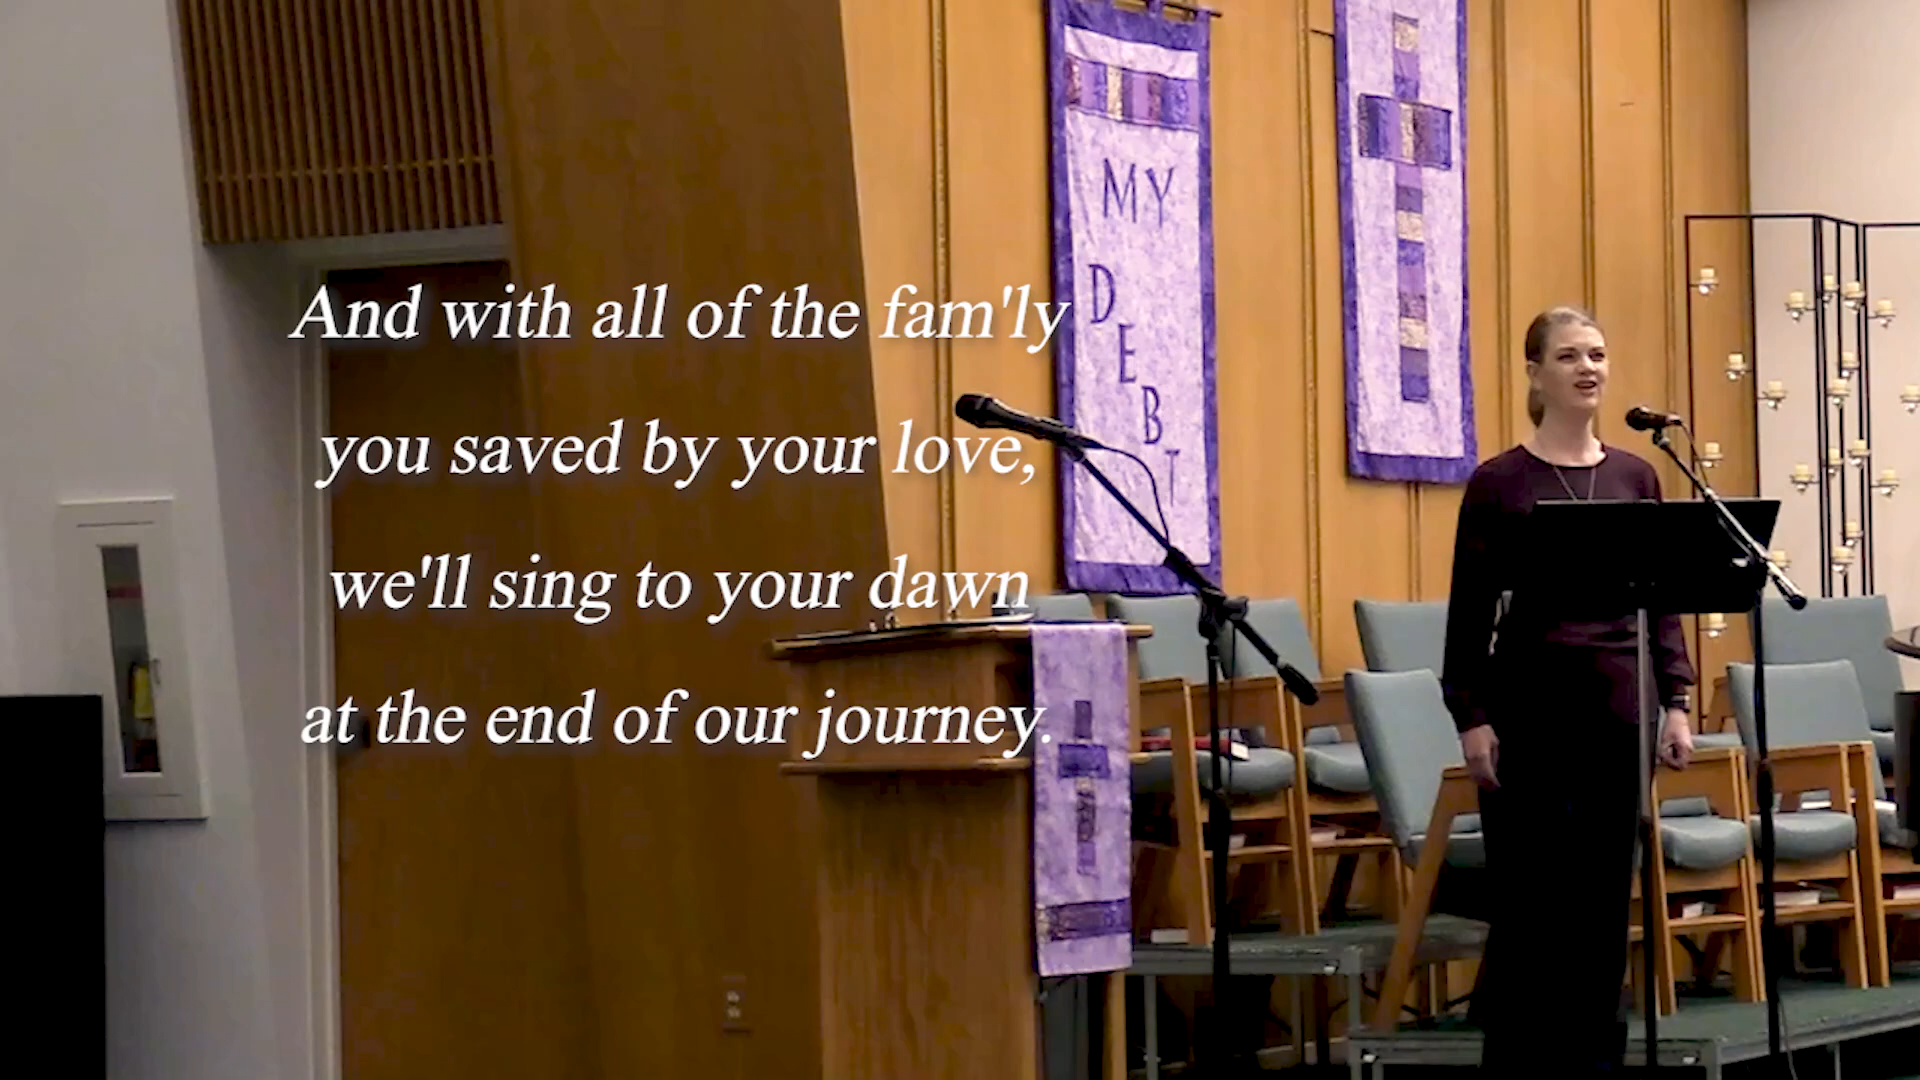 And with all of the fam'ly
you saved by your love,
we'll sing to your dawn
at the end of our journey.
MY
DEBT